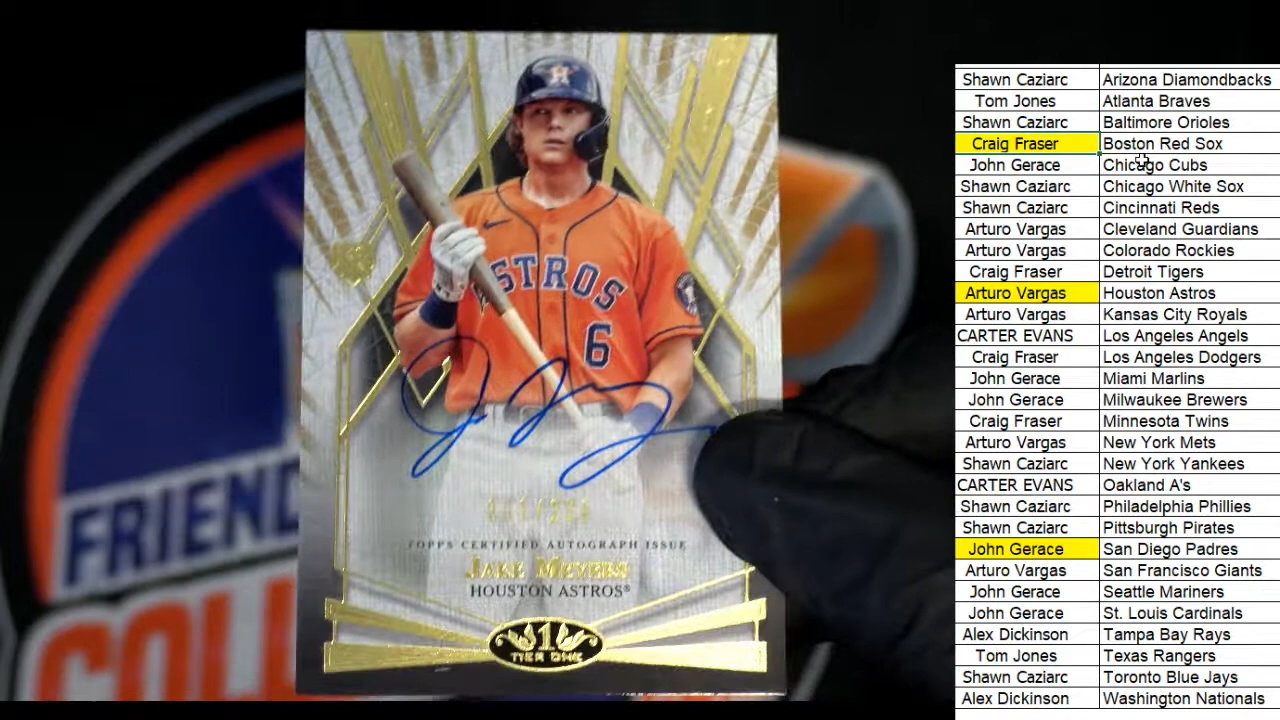 ASTROS
6
TOPPS CERTIFIED AUTOGRAPH ISSUE
JAKE MEYERS
HOUSTON ASTROS®
1
TIER ONE
FRIEND
COLL
Shawn Caziarc Arizona Diamondbacks
Tom Jones Atlanta Braves
Shawn Caziarc Baltimore Orioles
Craig Fraser Boston Red Sox
John Gerace Chicago Cubs
Shawn Caziarc Chicago White Sox
Shawn Caziarc Cincinnati Reds
Arturo Vargas Cleveland Guardians
Arturo Vargas Colorado Rockies
Craig Fraser Detroit Tigers
Arturo Vargas Houston Astros
Arturo Vargas Kansas City Royals
CARTER EVANS Los Angeles Angels
Craig Fraser Los Angeles Dodgers
John Gerace Miami Marlins
John Gerace Milwaukee Brewers
Craig Fraser Minnesota Twins
Arturo Vargas New York Mets
Shawn Caziarc New York Yankees
CARTER EVANS Oakland A's
Shawn Caziarc Philadelphia Phillies
Shawn Caziarc Pittsburgh Pirates
John Gerace San Diego Padres
Arturo Vargas San Francisco Giants
John Gerace Seattle Mariners
John Gerace St. Louis Cardinals
Alex Dickinson Tampa Bay Rays
Tom Jones Texas Rangers
Shawn Caziarc Toronto Blue Jays
Alex Dickinson Washington Nationals